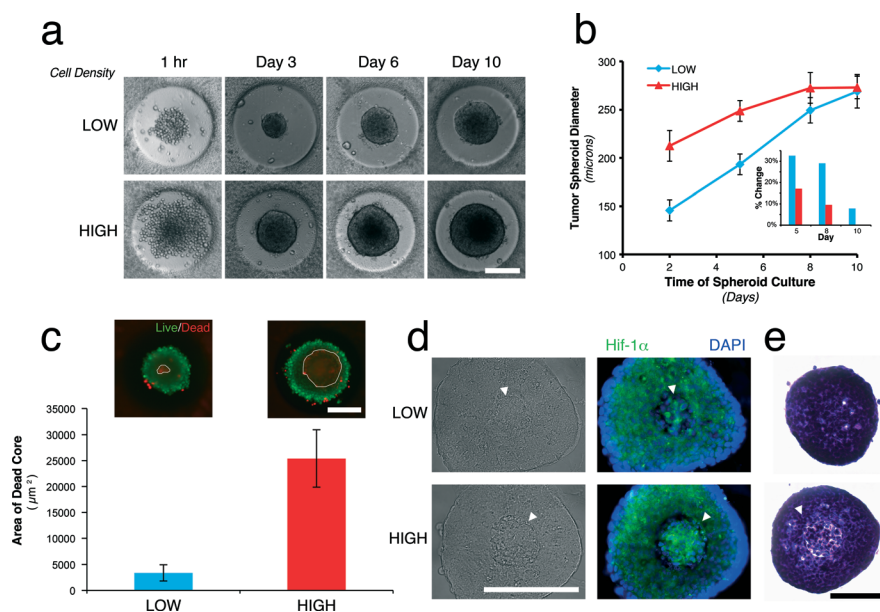 a
1 hr Day 3 Day 6 Day 10
Cell Density
LOW
HIGH
b
LOW
HIGH
300
250
200
150
100
Tumor Spheroid Diameter
(microns)
0 2 4 6 8 10
Time of Spheroid Culture
(Days)
30%
20%
10%
0%
% Change
5 8 10
Day
c
Live/Dead
35000
30000
25000
20000
15000
10000
5000
0
Area of Dead Core
(μm²)
LOW HIGH
d
Hif-1α DAPI
LOW
HIGH
e